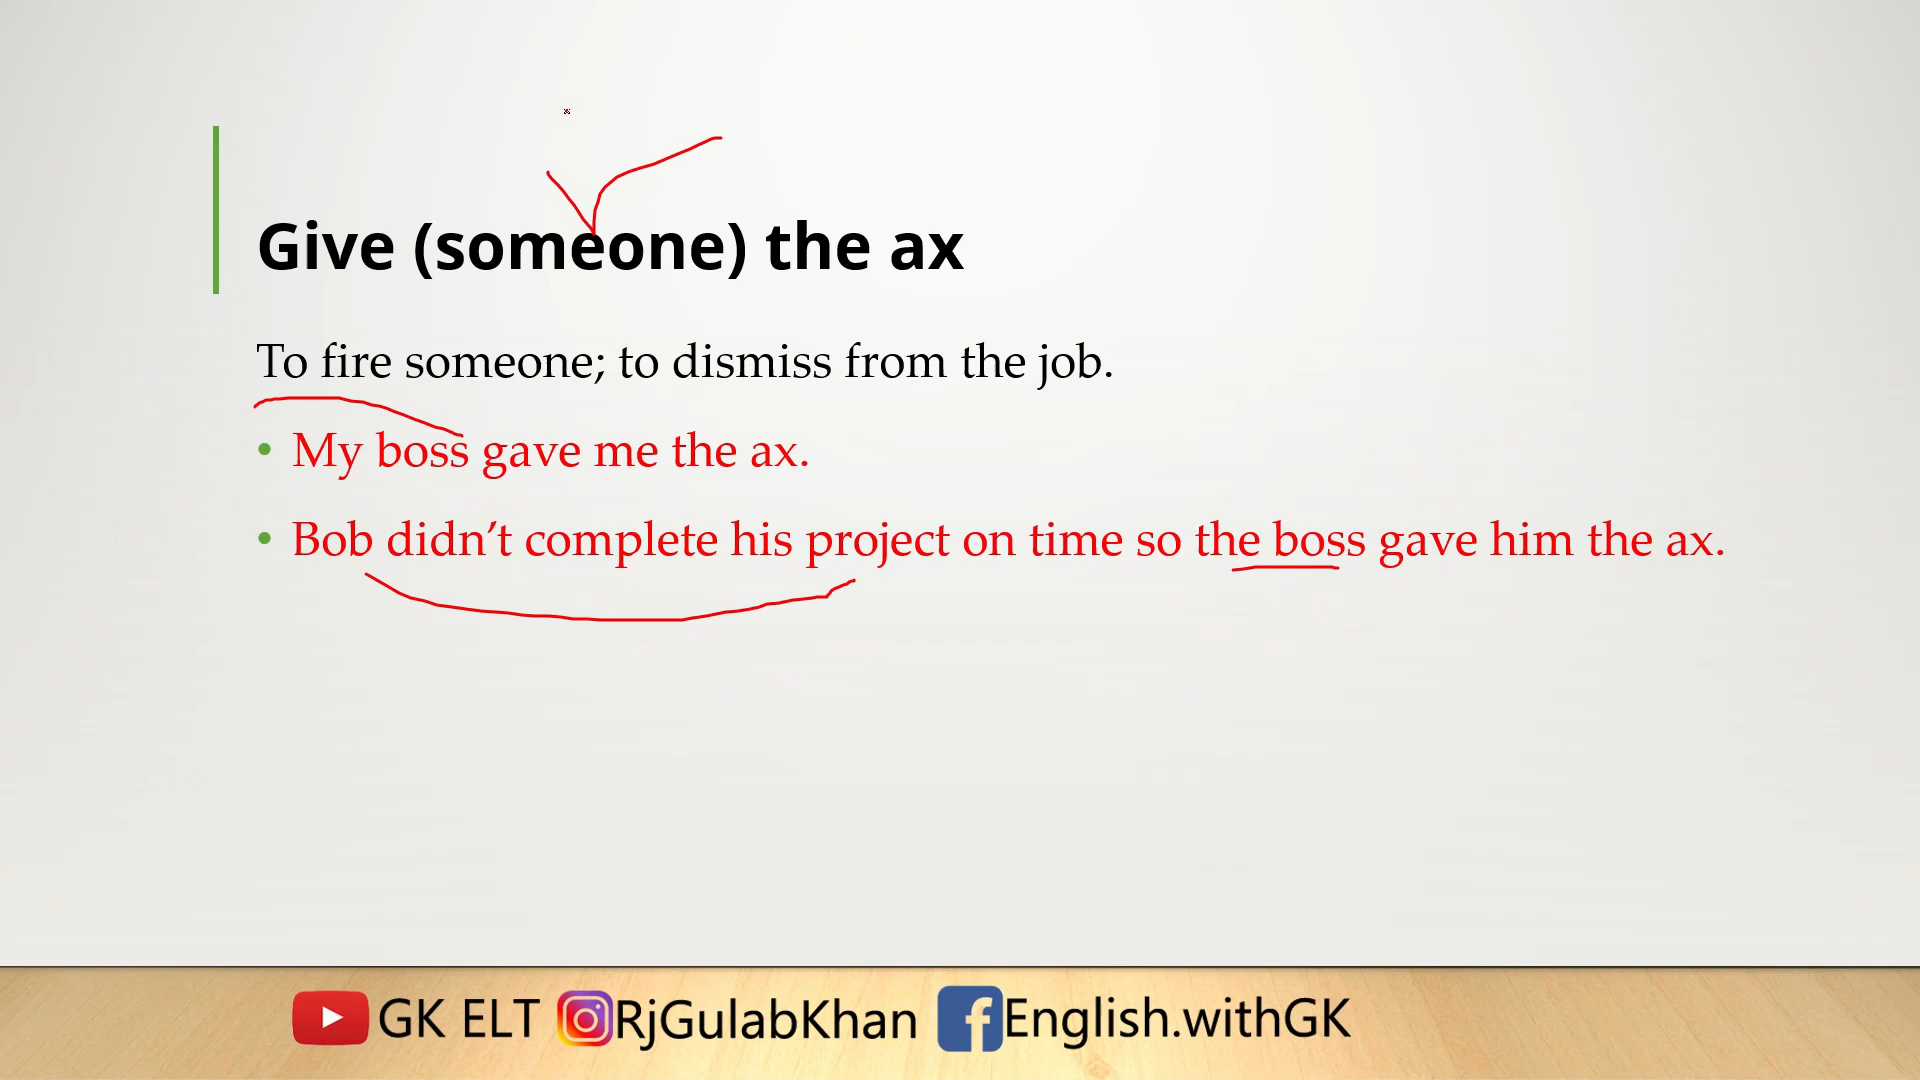 Give (someone) the ax
To fire someone; to dismiss from the job.
• My boss gave me the ax.
• Bob didn’t complete his project on time so the boss gave him the ax.
GK ELT RjGulabKhan English.withGK